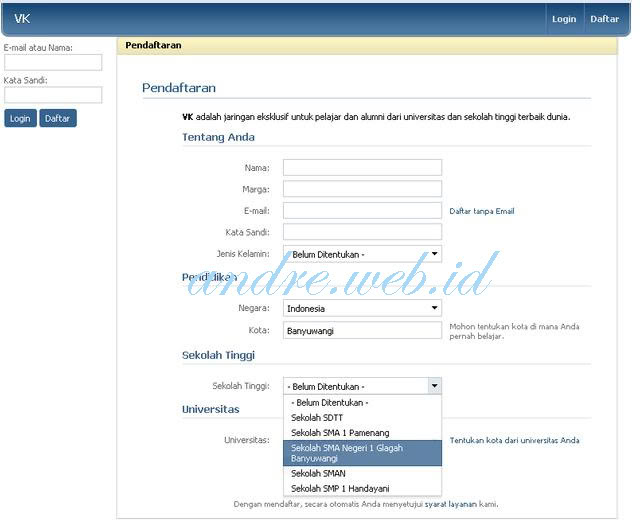 VK
Login
Daftar
E-mail atau Nama:
Kata Sandi:
Login
Daftar
Pendaftaran
Pendaftaran
VK adalah jaringan eksklusif untuk pelajar dan alumni dari universitas dan sekolah tinggi terbaik dunia.
Tentang Anda
Nama:
Marga:
E-mail:
Daftar tanpa Email
Kata Sandi:
Jenis Kelamin:
- Belum Ditentukan -
andre.web.id
Pendidikan
Negara:
Indonesia
Kota:
Banyuwangi
Mohon tentukan kota di mana Anda
pernah belajar.
Sekolah Tinggi
Sekolah Tinggi:
- Belum Ditentukan -
- Belum Ditentukan -
Sekolah SDTT
Sekolah SMA 1 Pamenang
Sekolah SMA Negeri 1 Glagah
Banyuwangi
Sekolah SMAN
Sekolah SMP 1 Handayani
Universitas
Universitas:
Tentukan kota dari universitas Anda
Dengan mendaftar, secara otomatis Anda menyetujui syarat layanan kami.